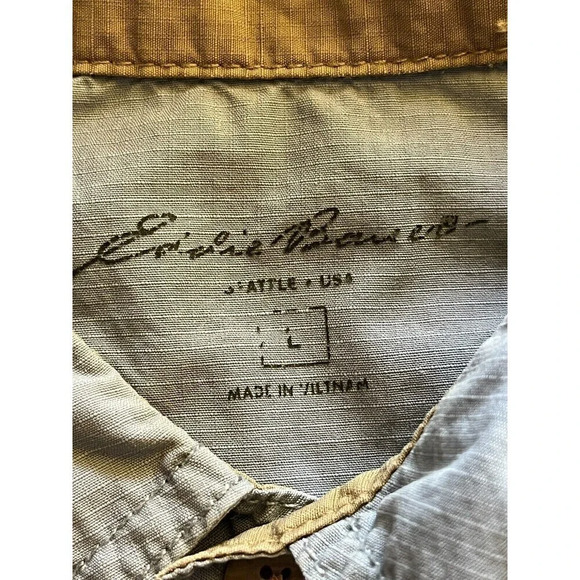 Eddie Bauer
SEATTLE • USA
L
MADE IN VIETNAM